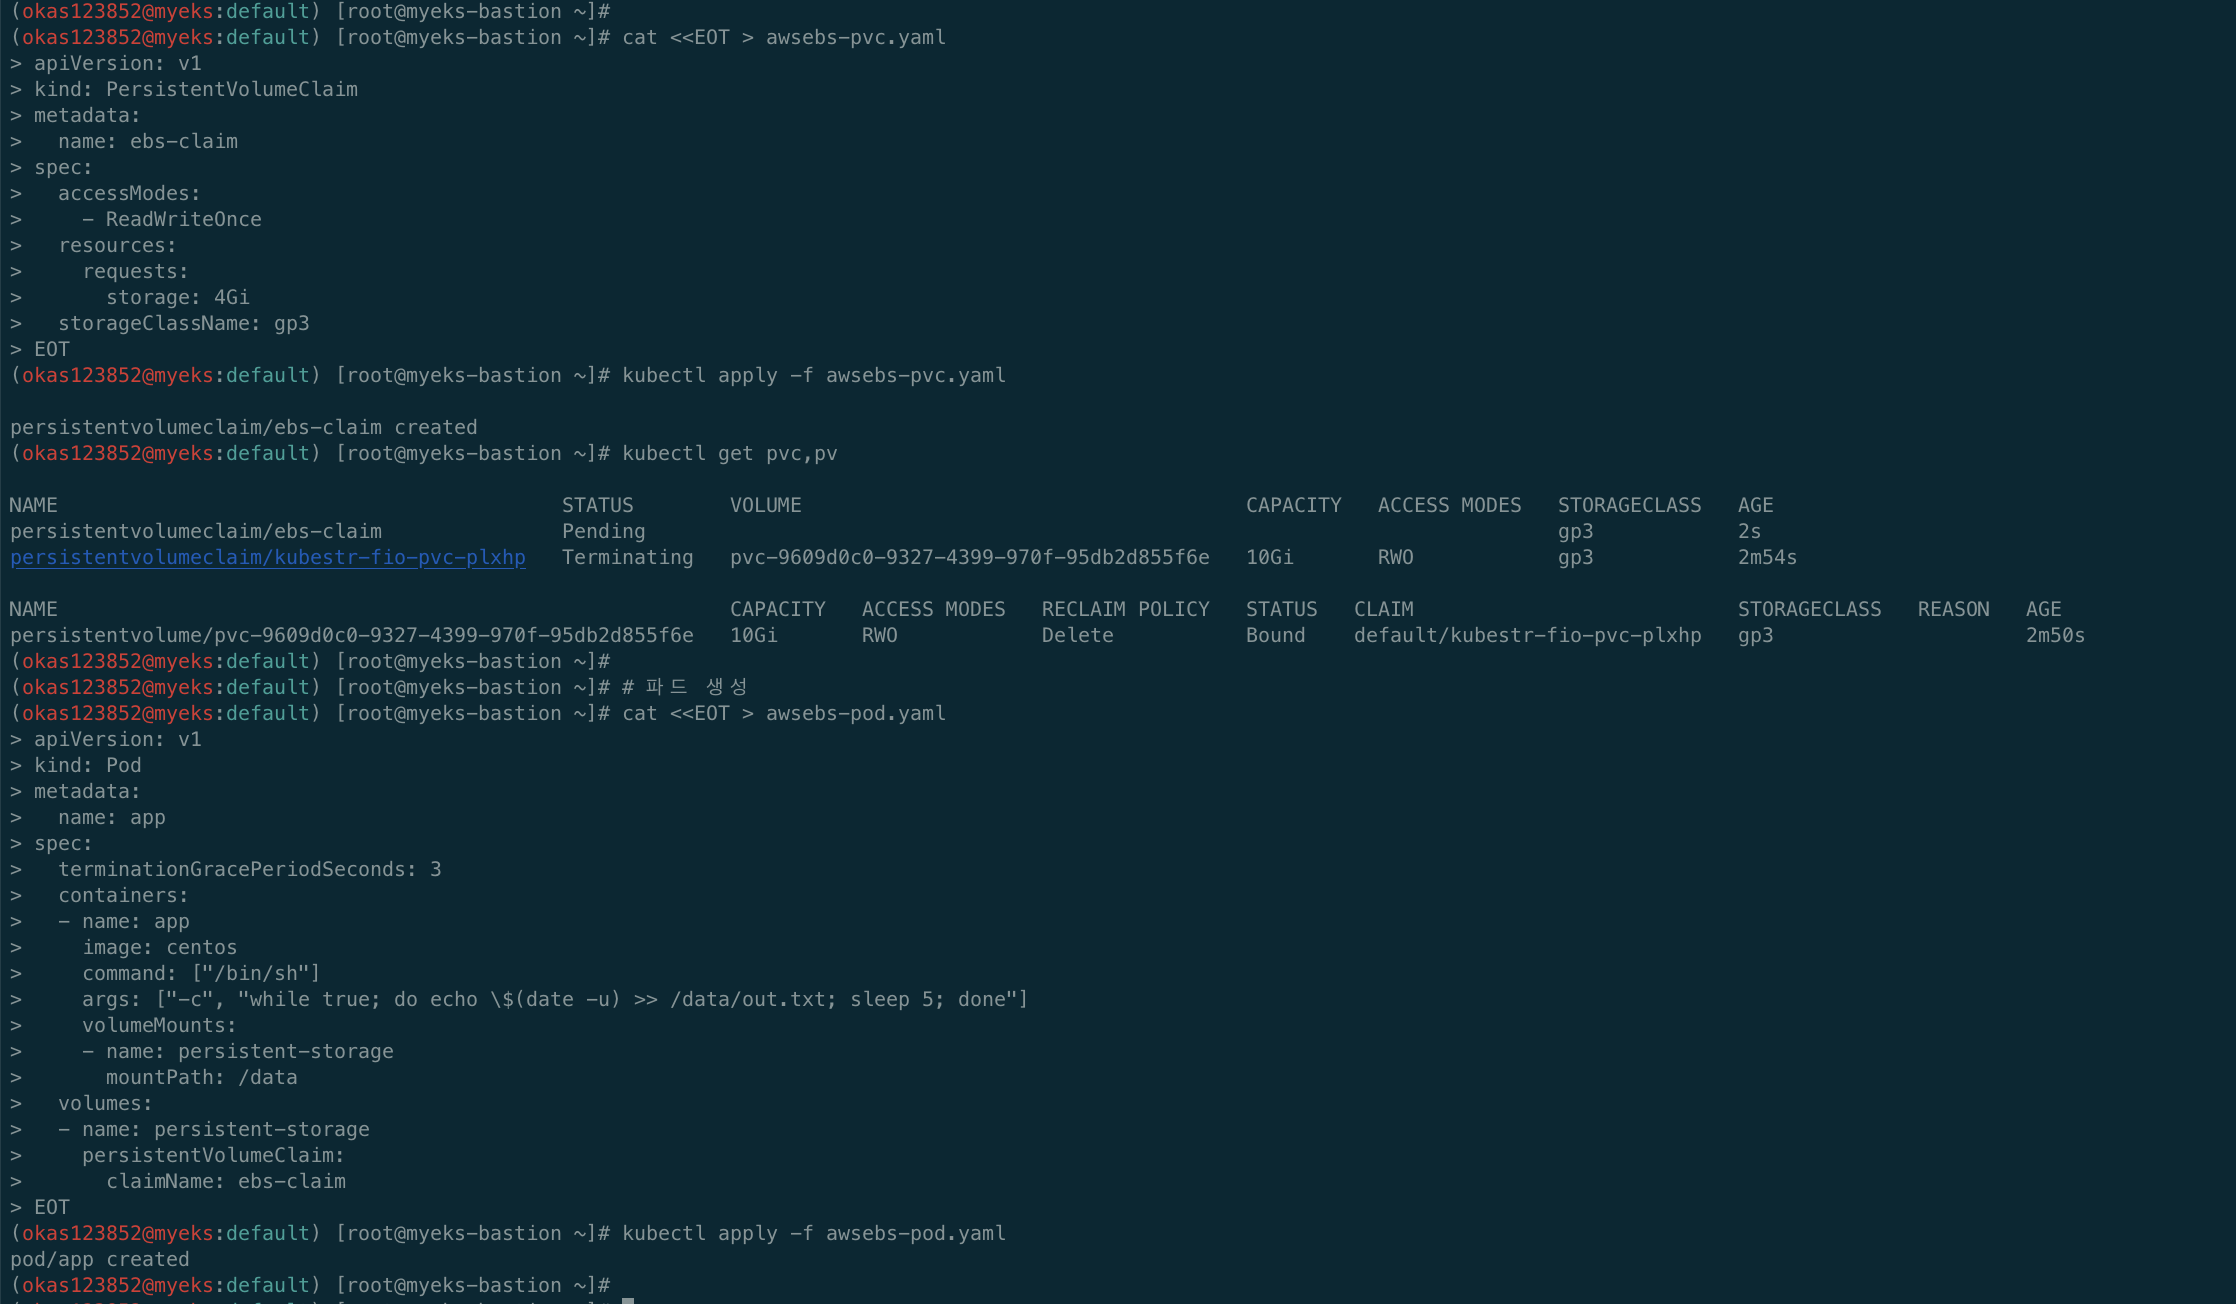 (okas123852@myeks:default) [root@myeks-bastion ~]#
(okas123852@myeks:default) [root@myeks-bastion ~]# cat <<EOT > awsebs-pvc.yaml
> apiVersion: v1
> kind: PersistentVolumeClaim
> metadata:
>   name: ebs-claim
> spec:
>   accessModes:
>     - ReadWriteOnce
>   resources:
>     requests:
>       storage: 4Gi
>   storageClassName: gp3
> EOT
(okas123852@myeks:default) [root@myeks-bastion ~]# kubectl apply -f awsebs-pvc.yaml

persistentvolumeclaim/ebs-claim created
(okas123852@myeks:default) [root@myeks-bastion ~]# kubectl get pvc,pv

NAME                                           STATUS        VOLUME                                     CAPACITY   ACCESS MODES   STORAGECLASS   AGE
persistentvolumeclaim/ebs-claim                Pending                                                                            gp3            2s
persistentvolumeclaim/kubestr-fio-pvc-plxhp   Terminating   pvc-9609d0c0-9327-4399-970f-95db2d855f6e   10Gi       RWO            gp3            2m54s

NAME                                                        CAPACITY   ACCESS MODES   RECLAIM POLICY   STATUS   CLAIM                           STORAGECLASS   REASON   AGE
persistentvolume/pvc-9609d0c0-9327-4399-970f-95db2d855f6e   10Gi       RWO            Delete           Bound    default/kubestr-fio-pvc-plxhp   gp3                     2m50s
(okas123852@myeks:default) [root@myeks-bastion ~]#
(okas123852@myeks:default) [root@myeks-bastion ~]# # 파드 생성
(okas123852@myeks:default) [root@myeks-bastion ~]# cat <<EOT > awsebs-pod.yaml
> apiVersion: v1
> kind: Pod
> metadata:
>   name: app
> spec:
>   terminationGracePeriodSeconds: 3
>   containers:
>   - name: app
>     image: centos
>     command: ["/bin/sh"]
>     args: ["-c", "while true; do echo \$(date -u) >> /data/out.txt; sleep 5; done"]
>     volumeMounts:
>     - name: persistent-storage
>       mountPath: /data
>   volumes:
>   - name: persistent-storage
>     persistentVolumeClaim:
>       claimName: ebs-claim
> EOT
(okas123852@myeks:default) [root@myeks-bastion ~]# kubectl apply -f awsebs-pod.yaml
pod/app created
(okas123852@myeks:default) [root@myeks-bastion ~]#